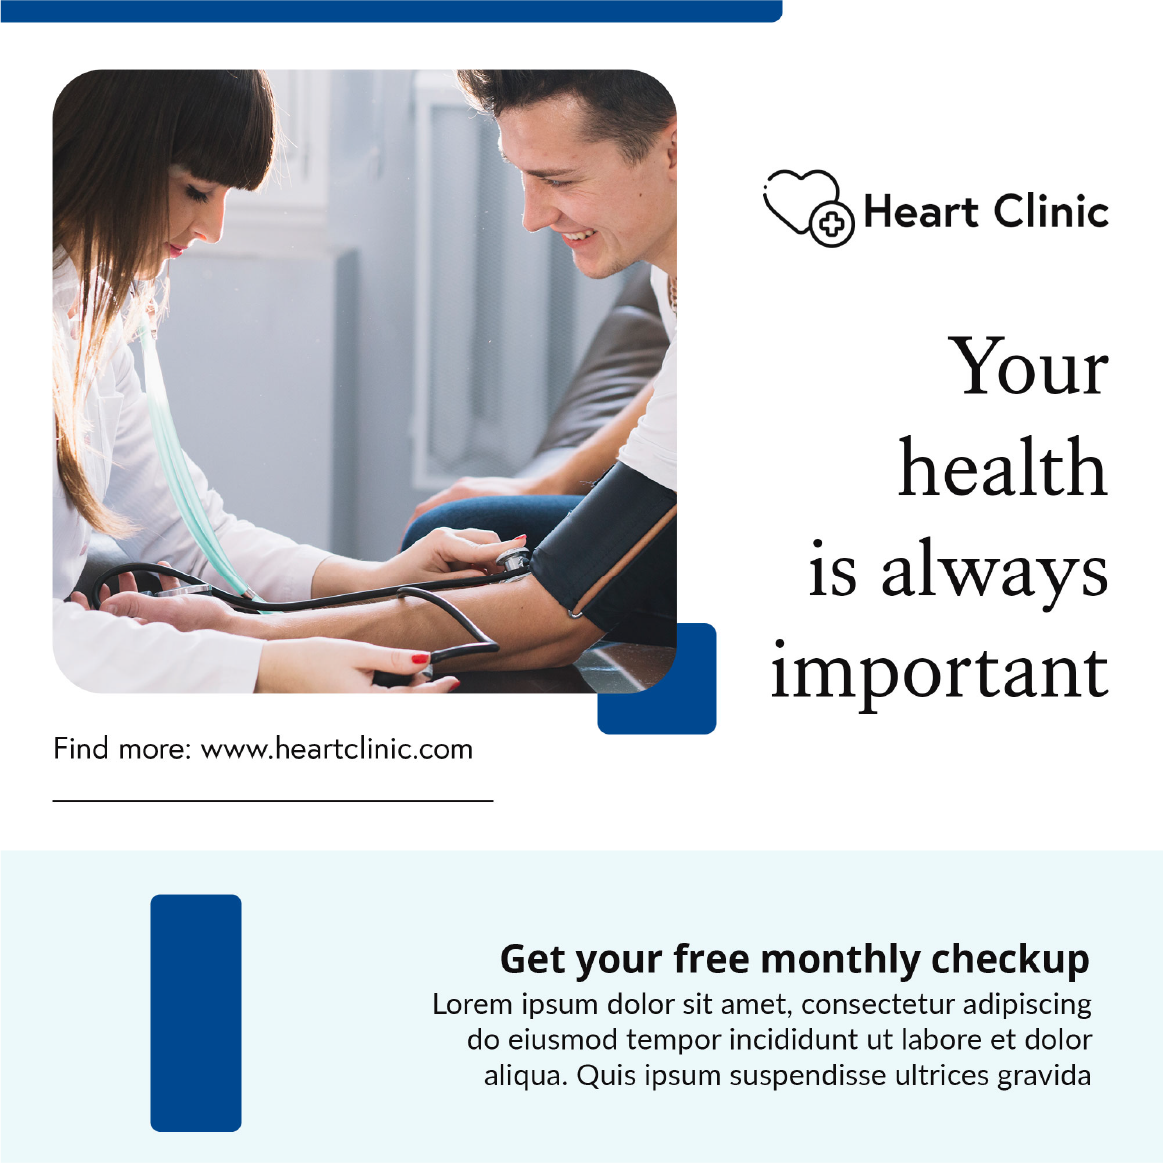 Heart Clinic
Your
health
is always
important
Find more: www.heartclinic.com
Get your free monthly checkup
Lorem ipsum dolor sit amet, consectetur adipiscing
do eiusmod tempor incididunt ut labore et dolor
aliqua. Quis ipsum suspendisse ultrices gravida